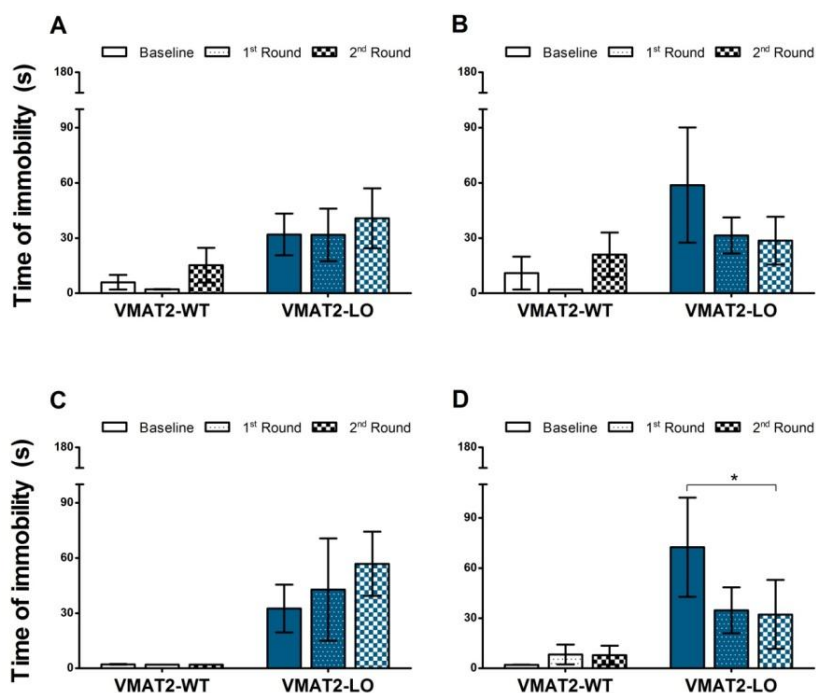 A
Baseline 1st Round 2nd Round
Time of immobility (s)
180
90
60
30
0
VMAT2-WT VMAT2-LO
B
Baseline 1st Round 2nd Round
180
90
60
30
0
VMAT2-WT VMAT2-LO
C
Baseline 1st Round 2nd Round
Time of immobility (s)
180
90
60
30
0
VMAT2-WT VMAT2-LO
D
Baseline 1st Round 2nd Round
180
*
90
60
30
0
VMAT2-WT VMAT2-LO